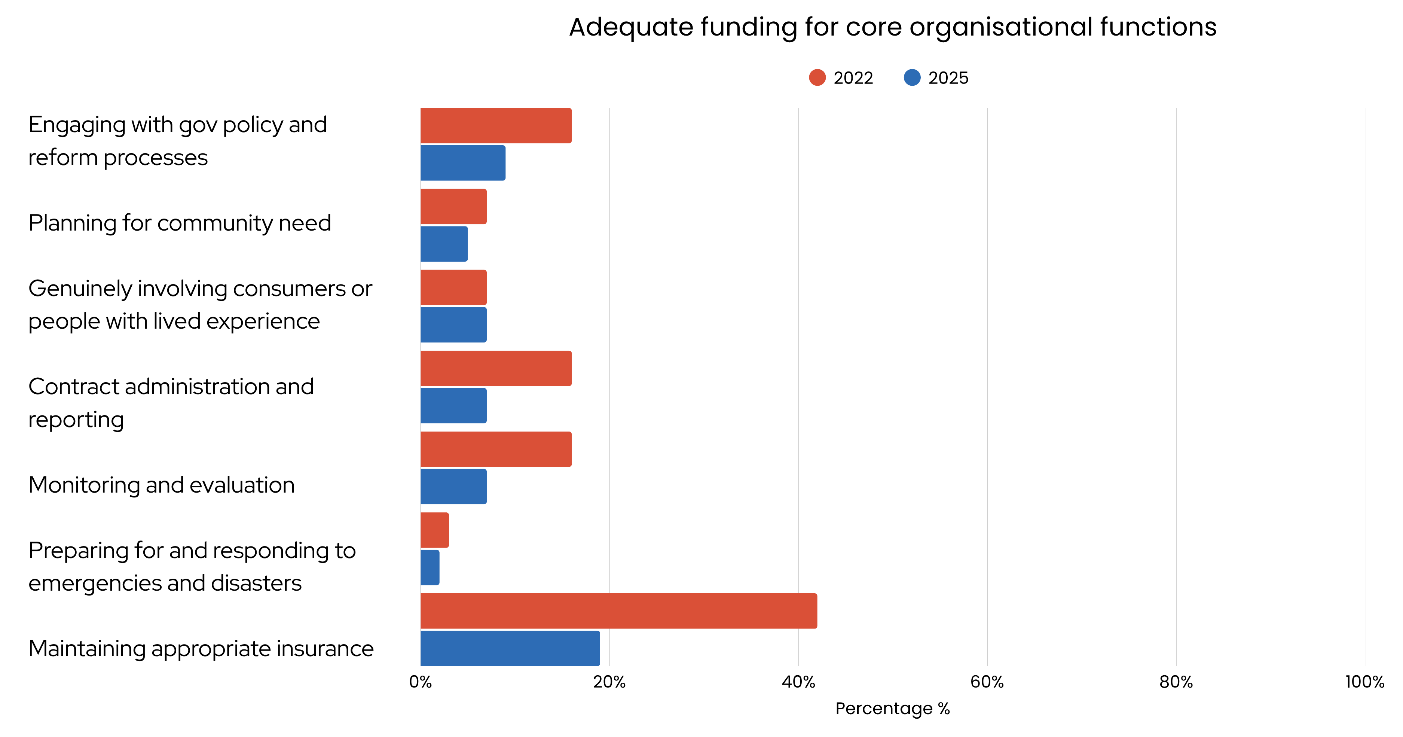 Adequate funding for core organisational functions
2022
2025
Engaging with gov policy and
reform processes
Planning for community need
Genuinely involving consumers or
people with lived experience
Contract administration and
reporting
Monitoring and evaluation
Preparing for and responding to
emergencies and disasters
Maintaining appropriate insurance
0%
20%
40%
60%
80%
100%
Percentage %